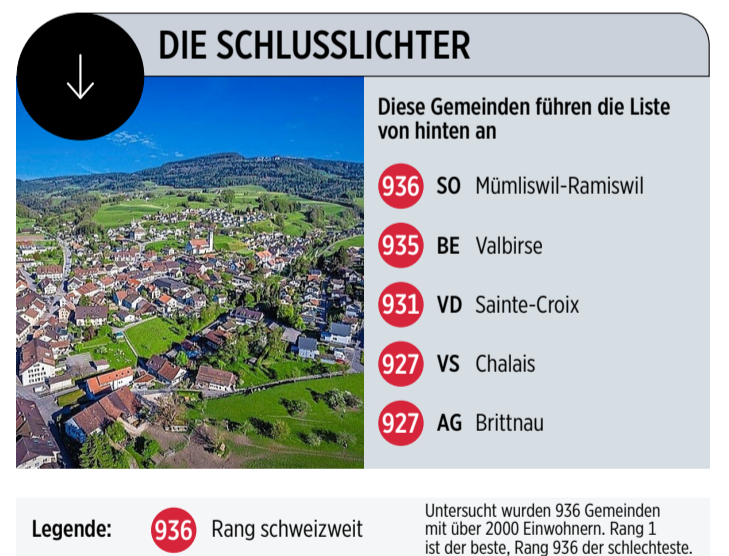 DIE SCHLUSSLICHTER
Diese Gemeinden führen die Liste
von hinten an
936 SO Mümliswil-Ramiswil
935 BE Valbirse
931 VD Sainte-Croix
927 VS Chalais
927 AG Brittnau
Legende: 936 Rang schweizweit
Untersucht wurden 936 Gemeinden
mit über 2000 Einwohnern. Rang 1
ist der beste, Rang 936 der schlechteste.